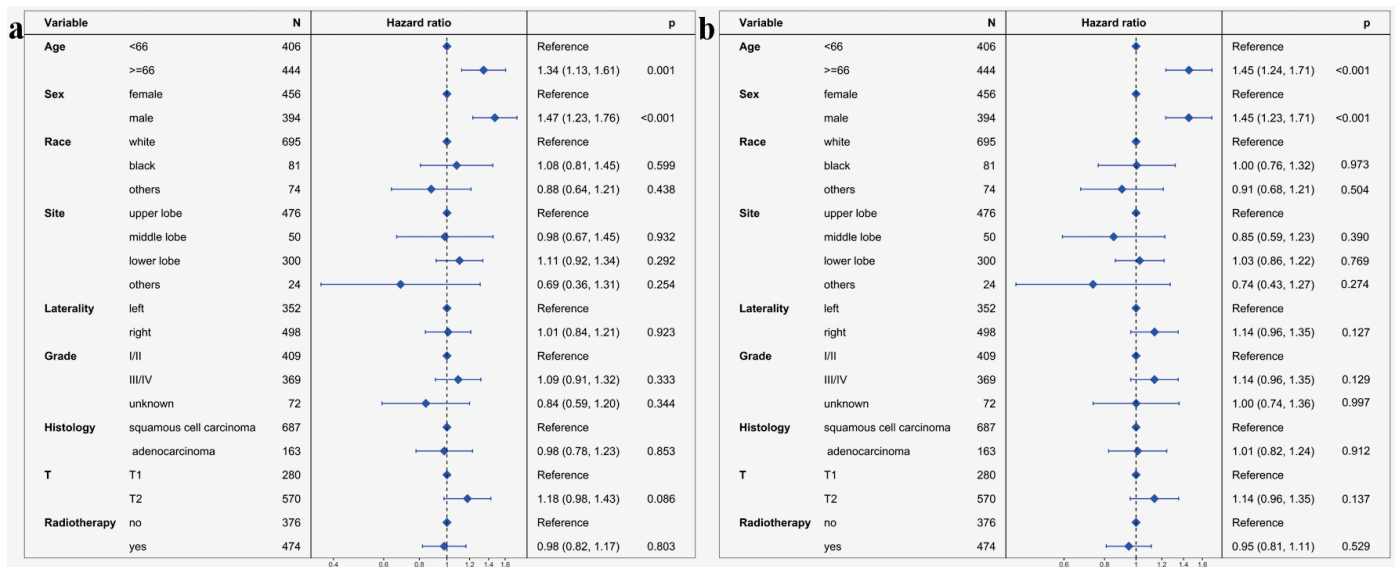 a
Variable N Hazard ratio p
Age <66 406 Reference
>=66 444 1.34 (1.13, 1.61) 0.001
Sex female 456 Reference
male 394 1.47 (1.23, 1.76) <0.001
Race white 695 Reference
black 81 1.08 (0.81, 1.45) 0.599
others 74 0.88 (0.64, 1.21) 0.438
Site upper lobe 476 Reference
middle lobe 50 0.98 (0.67, 1.45) 0.932
lower lobe 300 1.11 (0.92, 1.34) 0.292
others 24 0.69 (0.36, 1.31) 0.254
Laterality left 352 Reference
right 498 1.01 (0.84, 1.21) 0.923
Grade I/II 409 Reference
III/IV 369 1.09 (0.91, 1.32) 0.333
unknown 72 0.84 (0.59, 1.20) 0.344
Histology squamous cell carcinoma 687 Reference
adenocarcinoma 163 0.98 (0.78, 1.23) 0.853
T T1 280 Reference
T2 570 1.18 (0.98, 1.43) 0.086
Radiotherapy no 376 Reference
yes 474 0.98 (0.82, 1.17) 0.803
0.4 0.6 0.8 1 1.2 1.4 1.6
b
Variable N Hazard ratio p
Age <66 406 Reference
>=66 444 1.45 (1.24, 1.71) <0.001
Sex female 456 Reference
male 394 1.45 (1.23, 1.71) <0.001
Race white 695 Reference
black 81 1.00 (0.76, 1.32) 0.973
others 74 0.91 (0.68, 1.21) 0.504
Site upper lobe 476 Reference
middle lobe 50 0.85 (0.59, 1.23) 0.390
lower lobe 300 1.03 (0.86, 1.22) 0.769
others 24 0.74 (0.43, 1.27) 0.274
Laterality left 352 Reference
right 498 1.14 (0.96, 1.35) 0.127
Grade I/II 409 Reference
III/IV 369 1.14 (0.96, 1.35) 0.129
unknown 72 1.00 (0.74, 1.36) 0.997
Histology squamous cell carcinoma 687 Reference
adenocarcinoma 163 1.01 (0.82, 1.24) 0.912
T T1 280 Reference
T2 570 1.14 (0.96, 1.35) 0.137
Radiotherapy no 376 Reference
yes 474 0.95 (0.81, 1.11) 0.529
0.6 0.8 1 1.2 1.4 1.6